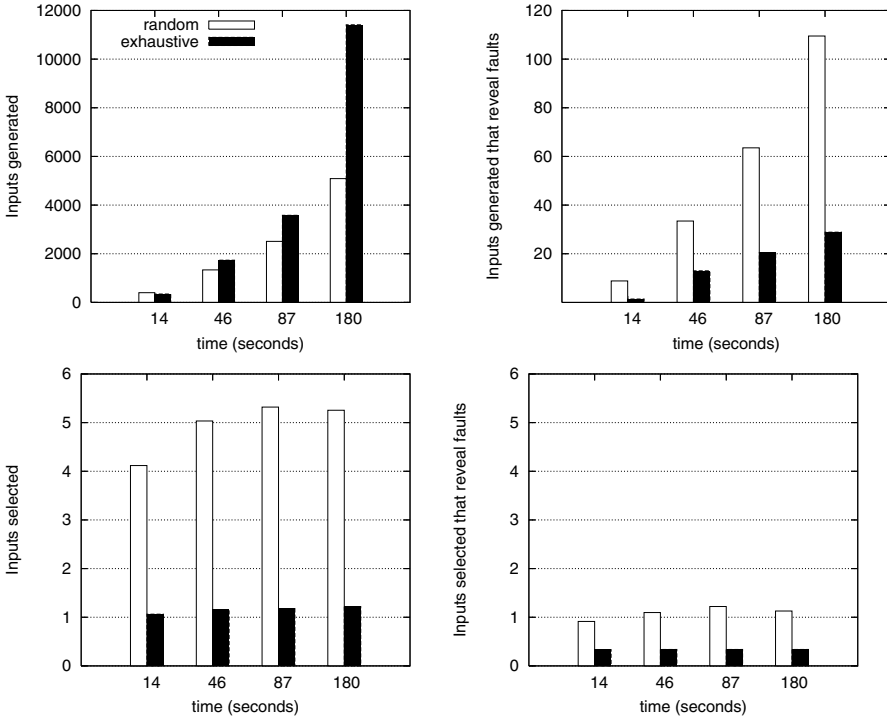 12000
10000
8000
6000
4000
2000
0
random
exhaustive
Inputs generated
14 46 87 180
time (seconds)
120
100
80
60
40
20
Inputs generated that reveal faults
14 46 87 180
time (seconds)
6
5
4
3
2
1
0
Inputs selected
14 46 87 180
time (seconds)
6
5
4
3
2
1
0
Inputs selected that reveal faults
14 46 87 180
time (seconds)